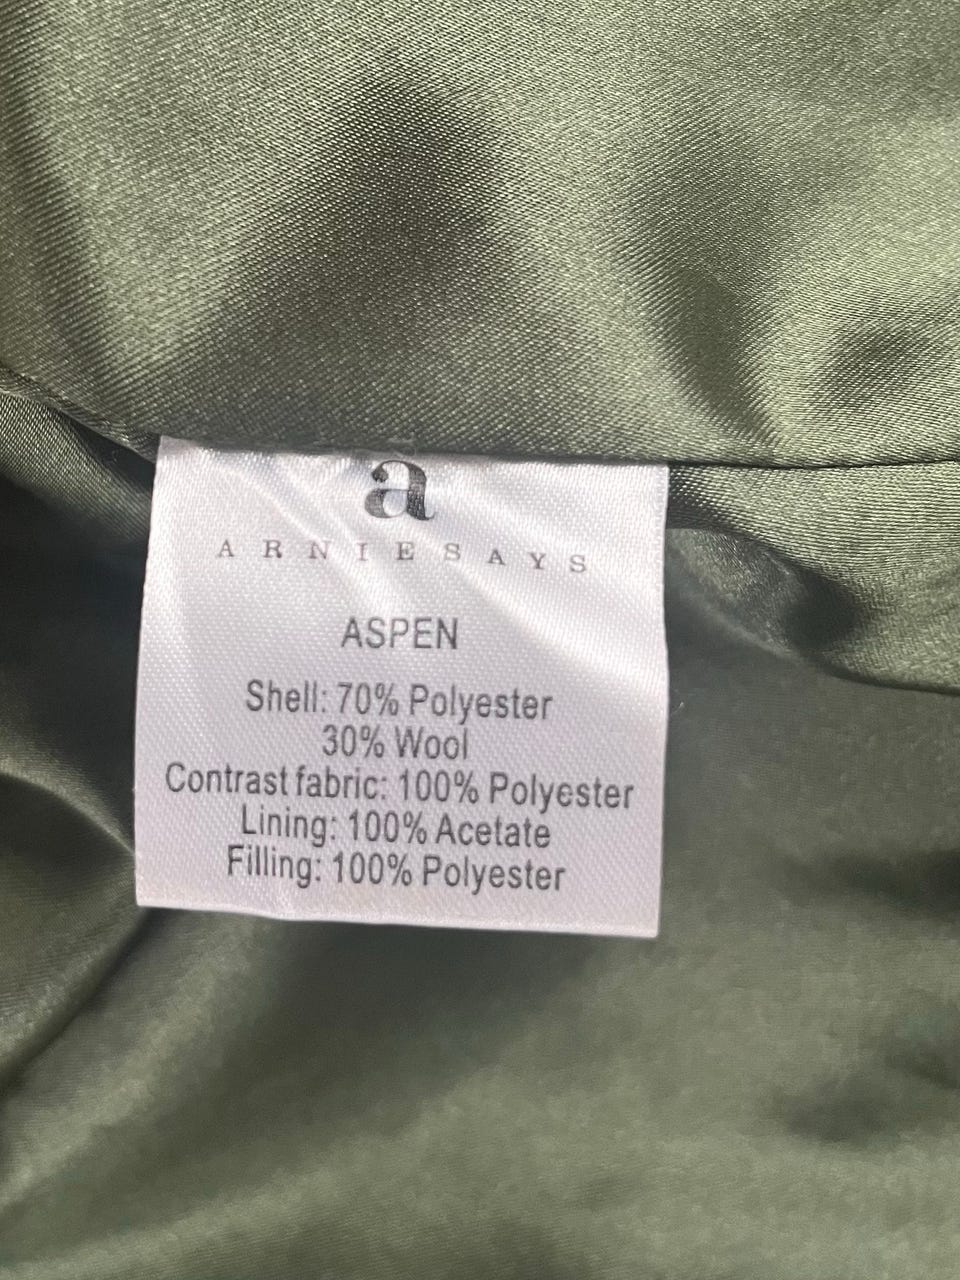 a
ARNIESAYS
ASPEN
Shell: 70% Polyester
30% Wool
Contrast fabric: 100% Polyester
Lining: 100% Acetate
Filling: 100% Polyester